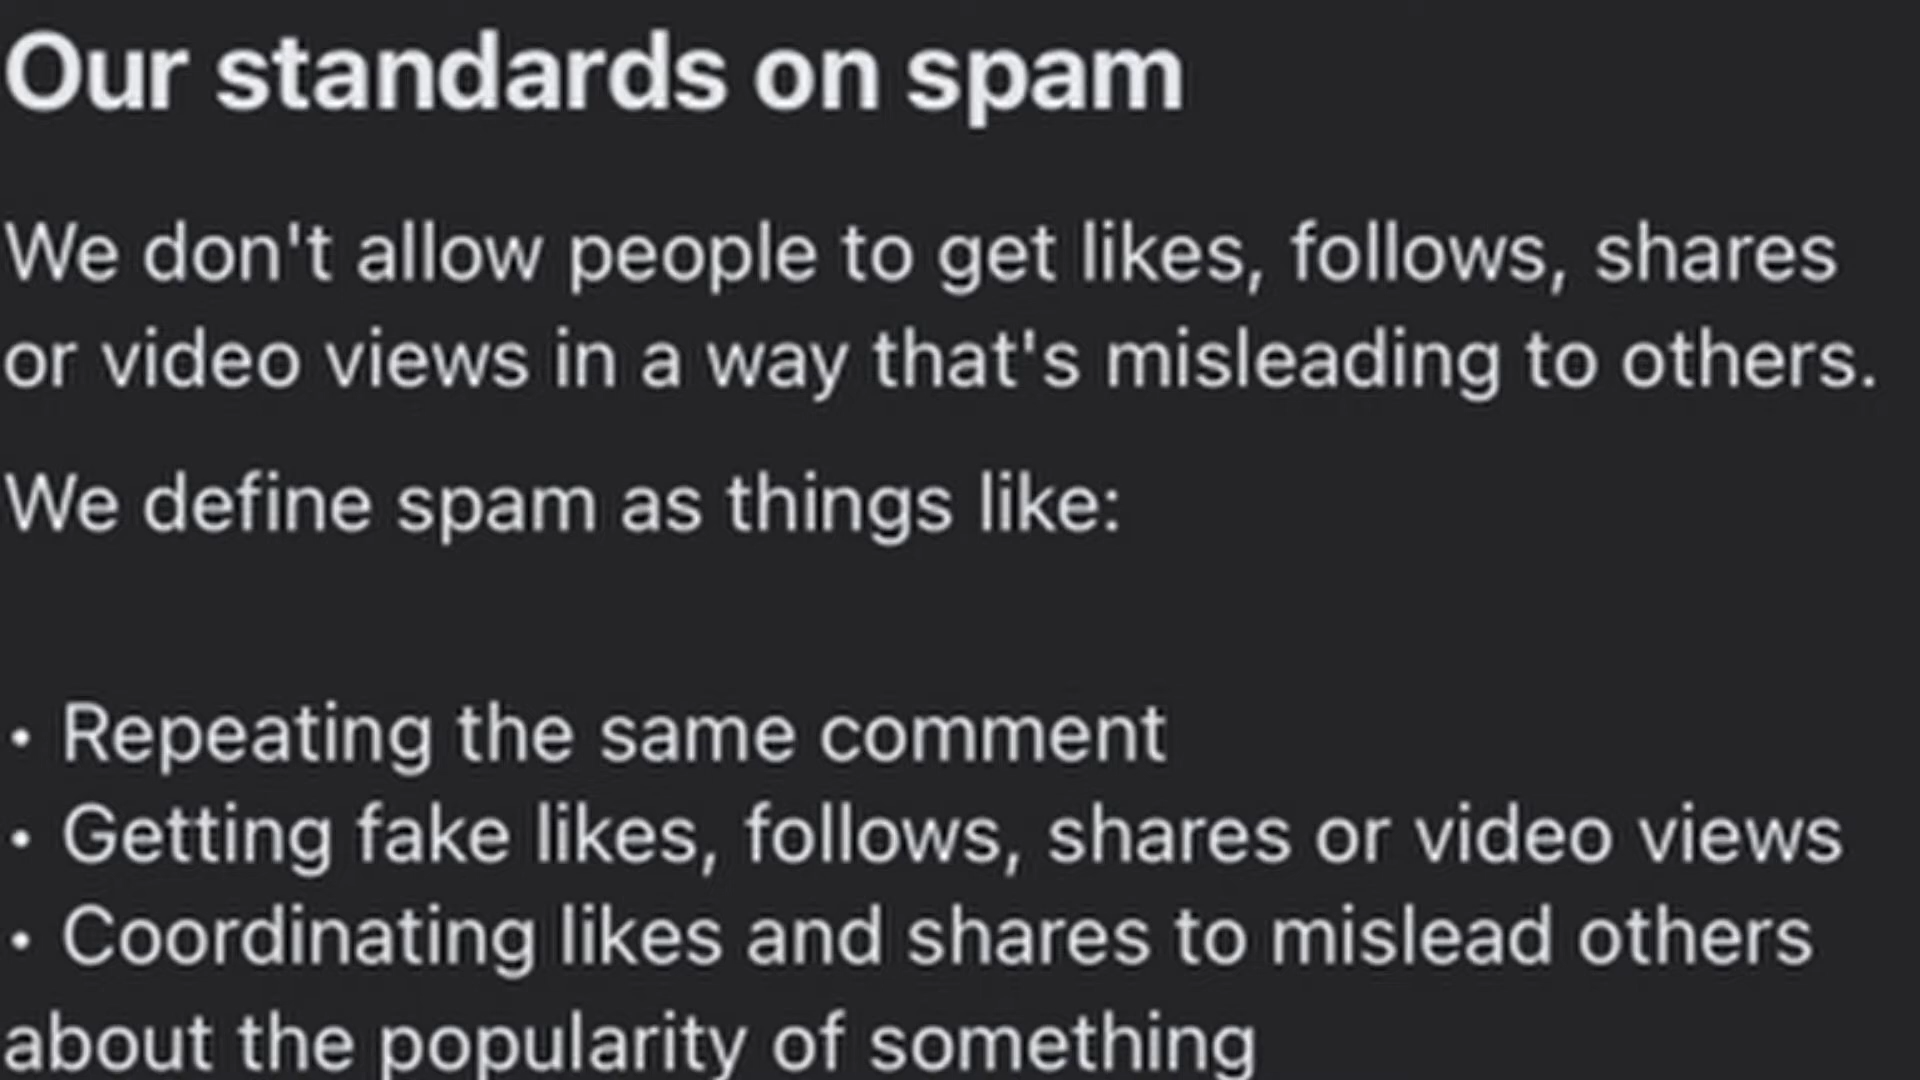 Our standards on spam
We don't allow people to get likes, follows, shares
or video views in a way that's misleading to others.
We define spam as things like:
• Repeating the same comment
• Getting fake likes, follows, shares or video views
• Coordinating likes and shares to mislead others
about the popularity of something